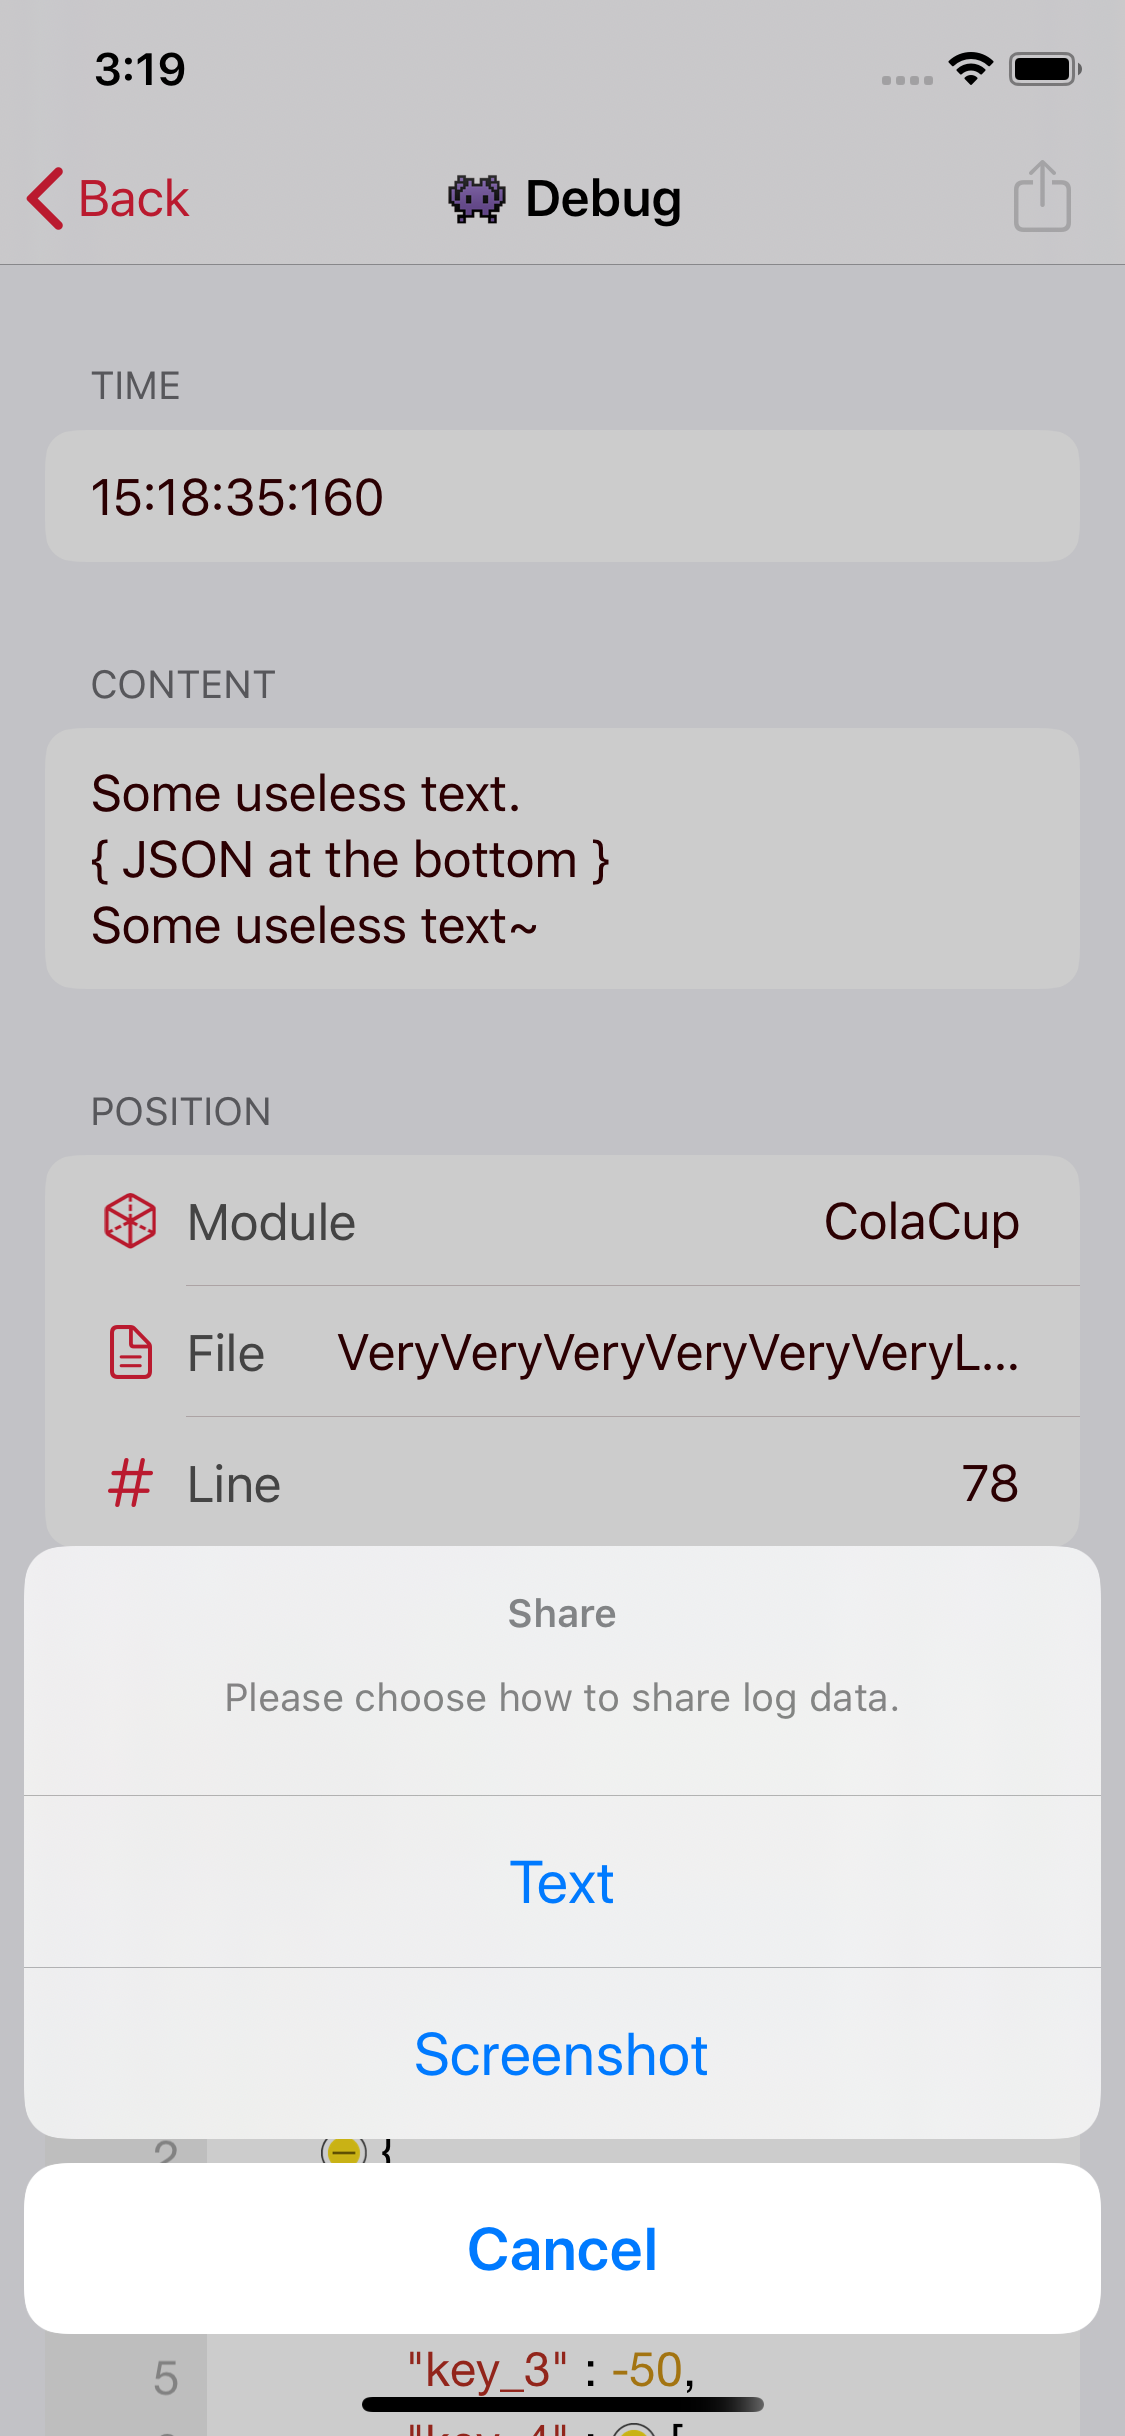 3:19
Back
Debug
TIME
15:18:35:160
CONTENT
Some useless text.
{ JSON at the bottom }
Some useless text~
POSITION
Module ColaCup
File VeryVeryVeryVeryVeryVeryL...
Line 78
Share
Please choose how to share log data.
Text
Screenshot
2 {
Cancel
5 "key_3" : -50,
"key_4" : [